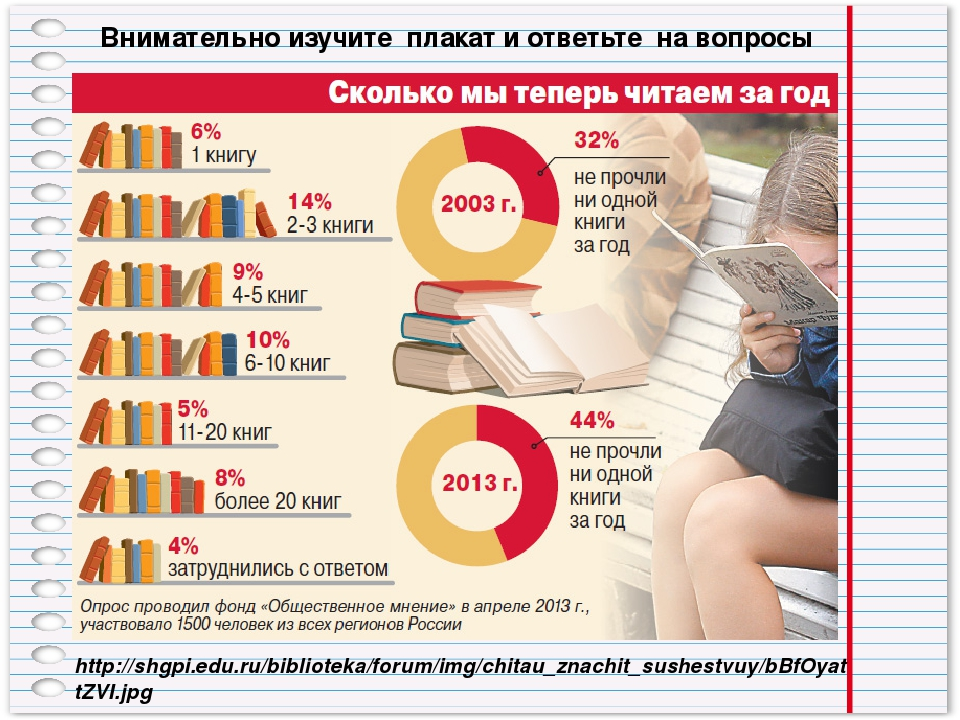 Внимательно изучите плакат и ответьте на вопросы
Сколько мы теперь читаем за год
6%
1 книгу
14%
2-3 книги
9%
4-5 книг
10%
6-10 книг
5%
11-20 книг
8%
более 20 книг
4%
затруднились с ответом
2003 г.
32%
не прочли
ни одной
книги
за год
2013 г.
44%
не прочли
ни одной
книги
за год
Опрос проводил фонд «Общественное мнение» в апреле 2013 г.,
участвовало 1500 человек из всех регионов России
http://shgpi.edu.ru/biblioteka/forum/img/chitau_znachit_sushestvuy/bBfOyat
tZVI.jpg